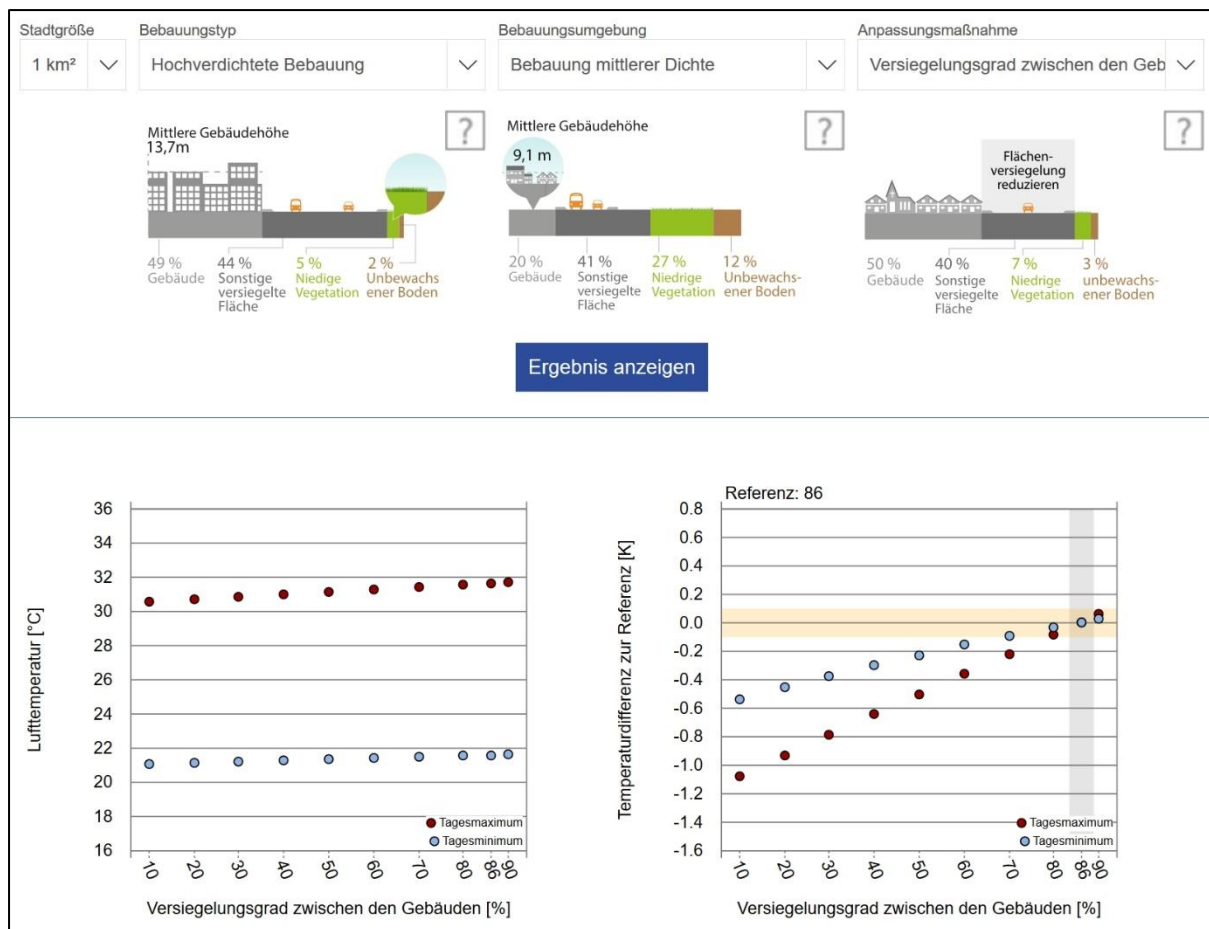 Stadtgröße
Bebauungstyp
Bebauungsumgebung
Anpassungsmaßnahme
1 km²
Hochverdichtete Bebauung
Bebauung mittlerer Dichte
Versiegelungsgrad zwischen den Geb
Mittlere Gebäudehöhe
13,7m
?
49 %
Gebäude
44 %
Sonstige
versiegelte
Fläche
5 %
Niedige
Vegetation
2 %
Unbewachs
ener Boden
Mittlere Gebäudehöhe
9,1 m
?
20 %
Gebäude
41 %
Sonstige
versiegelte
Fläche
27 %
Niedrige
Vegetation
12 %
Unbewachs
ener Boden
?
Flächen-
versiegelung
reduzieren
50 %
Gebäude
40 %
Sonstige
versiegelte
Fläche
7 %
Niedrige
Vegetation
3 %
unbewachs-
ener Boden
Ergebnis anzeigen
Lufttemperatur [°C]
36
34
32
30
28
26
24
22
20
18
16
Tagesmaximum
Tagesminimum
10 20 30 40 50 60 70 80 86 90
Versiegelungsgrad zwischen den Gebäuden [%]
Referenz: 86
Temperaturdifferenz zur Referenz [K]
0.8
0.6
0.4
0.2
0.0
-0.2
-0.4
-0.6
-0.8
-1.0
-1.2
-1.4
-1.6
Tagesmaximum
Tagesminimum
10 20 30 40 50 60 70 80 86 90
Versiegelungsgrad zwischen den Gebäuden [%]